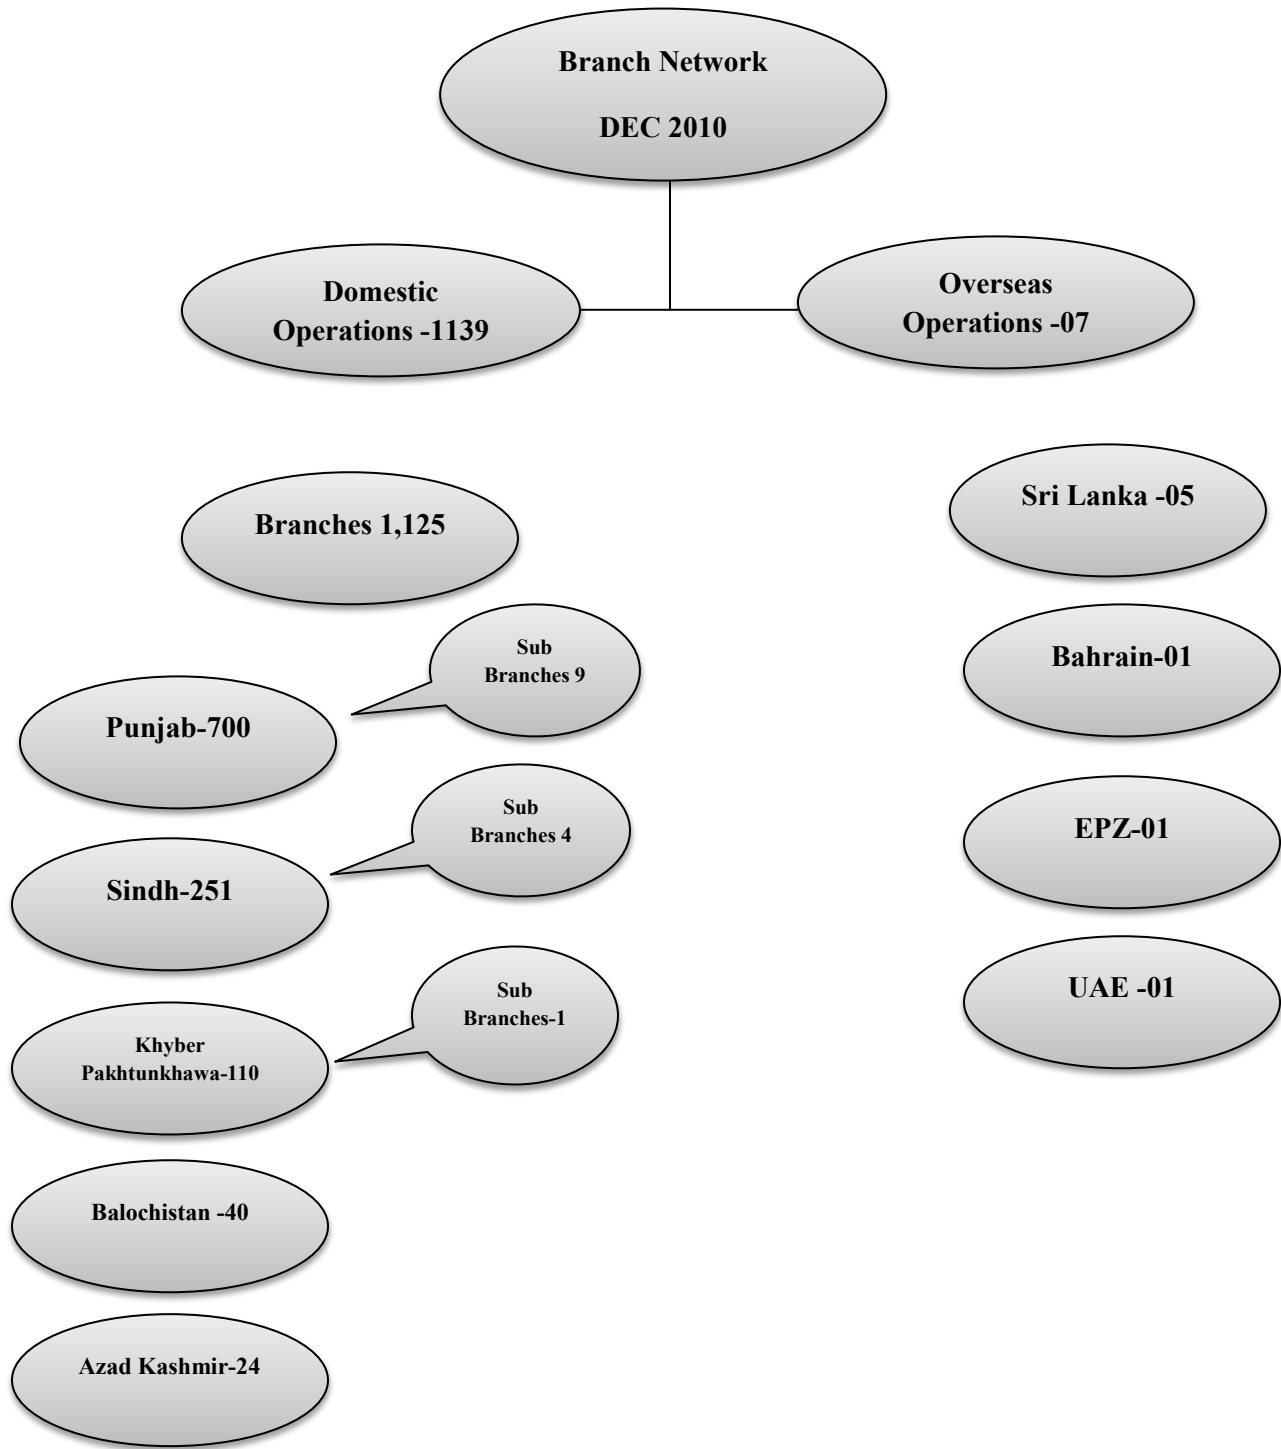 Branch Network
DEC 2010
Domestic
Operations -1139
Overseas
Operations -07
Branches 1,125
Sub
Branches 9
Punjab-700
Sub
Branches 4
Sindh-251
Sub
Branches-1
Khyber
Pakhtunkhawa-110
Balochistan -40
Azad Kashmir-24
Sri Lanka -05
Bahrain-01
EPZ-01
UAE -01